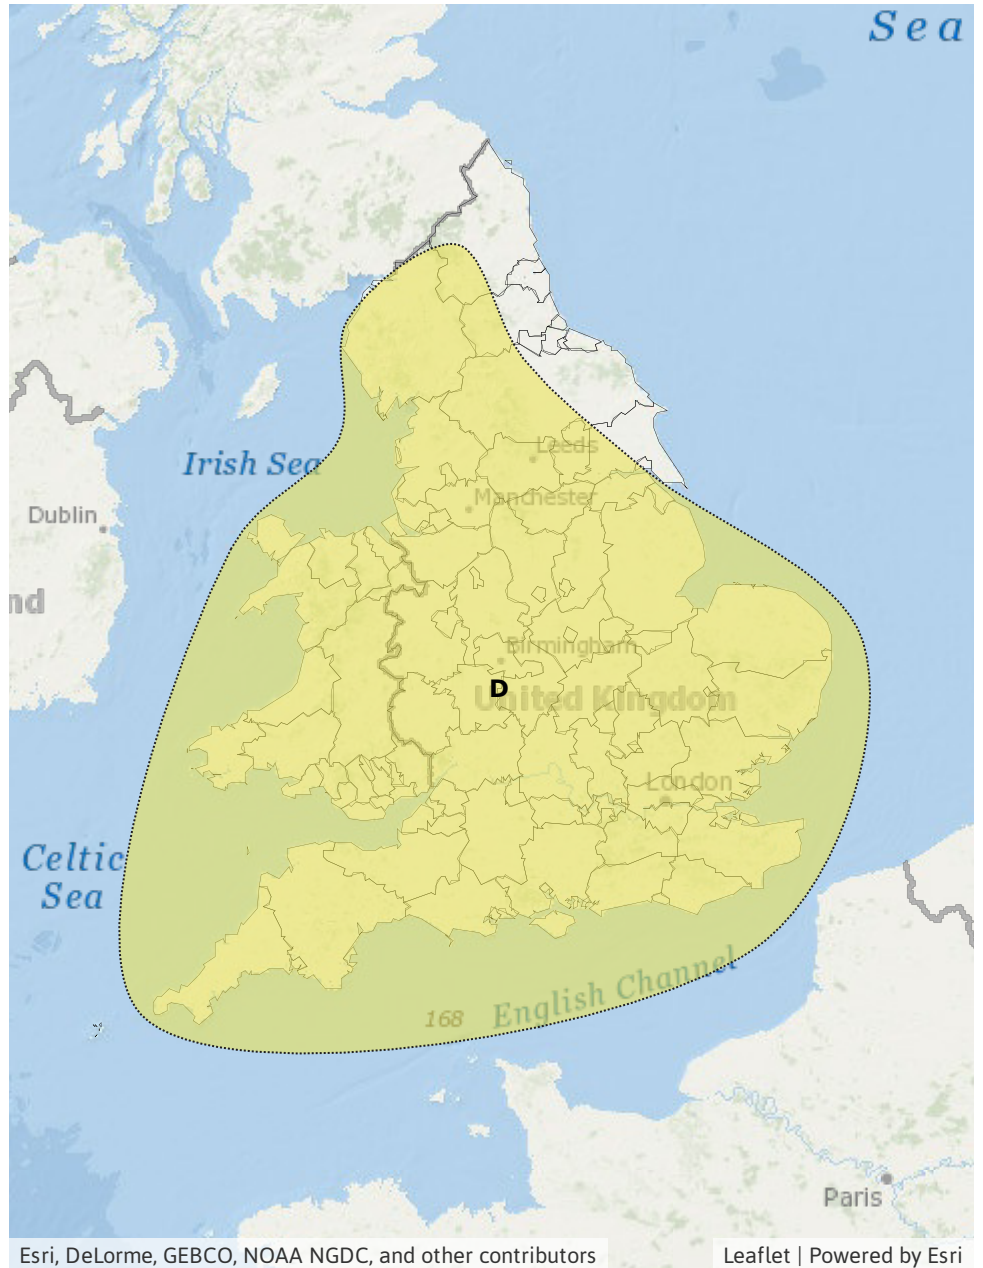 Sea
Leeds
Irish Sea
Manchester
Dublin
nd
Birmingham
D
United Kingdom
London
Celtic
Sea
English Channel
168
Paris
Esri, DeLorme, GEBCO, NOAA NGDC, and other contributors
Leaflet | Powered by Esri